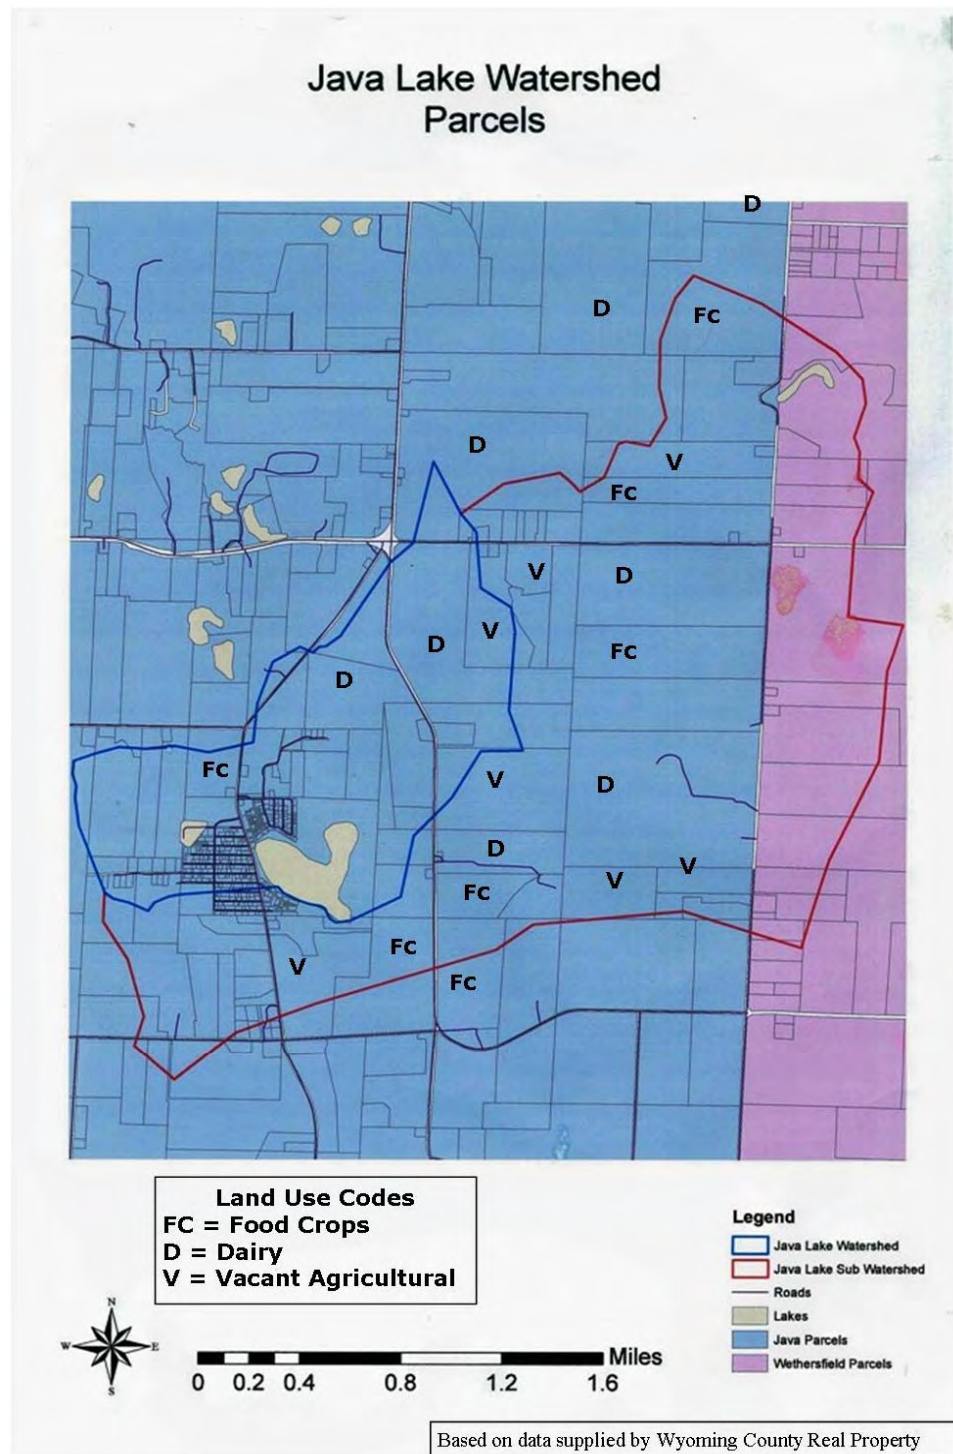 Java Lake Watershed
Parcels
D
D
Fc
D
V
Fc
V
D
V
D
Fc
D
Fc
V
D
D
V
V
Fc
Fc
V
Fc
Land Use Codes
FC = Food Crops
D = Dairy
V = Vacant Agricultural
Legend
Java Lake Watershed
Java Lake Sub Watershed
Roads
Lakes
Java Parcels
Wethersfield Parcels
N
W
E
S
Miles
0 0.2 0.4 0.8 1.2 1.6
Based on data supplied by Wyoming County Real Property